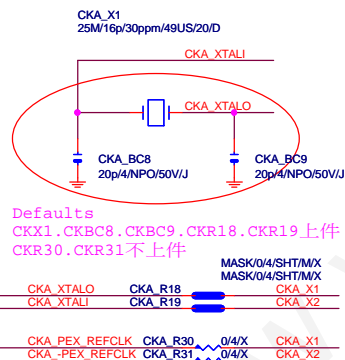 CKA_X1
25M/16p/30ppm/49US/20/D
CKA_XTALI
CKA_XTALO
CKA_BC8
20p/4/NPO/50V/J
CKA_BC9
20p/4/NPO/50V/J
Defaults
CKX1.CKBC8.CKBC9.CKR18.CKR19上件
CKR30.CKR31不上件
MASK/0/4/SHT/M/X
MASK/0/4/SHT/M/X
CKA_XTALO CKA_R18 CKA_X1
CKA_XTALI CKA_R19 CKA_X2
CKA_PEX_REFCLK CKA_R30 0/4/X CKA_X1
CKA_-PEX_REFCLK CKA_R31 0/4/X CKA_X2